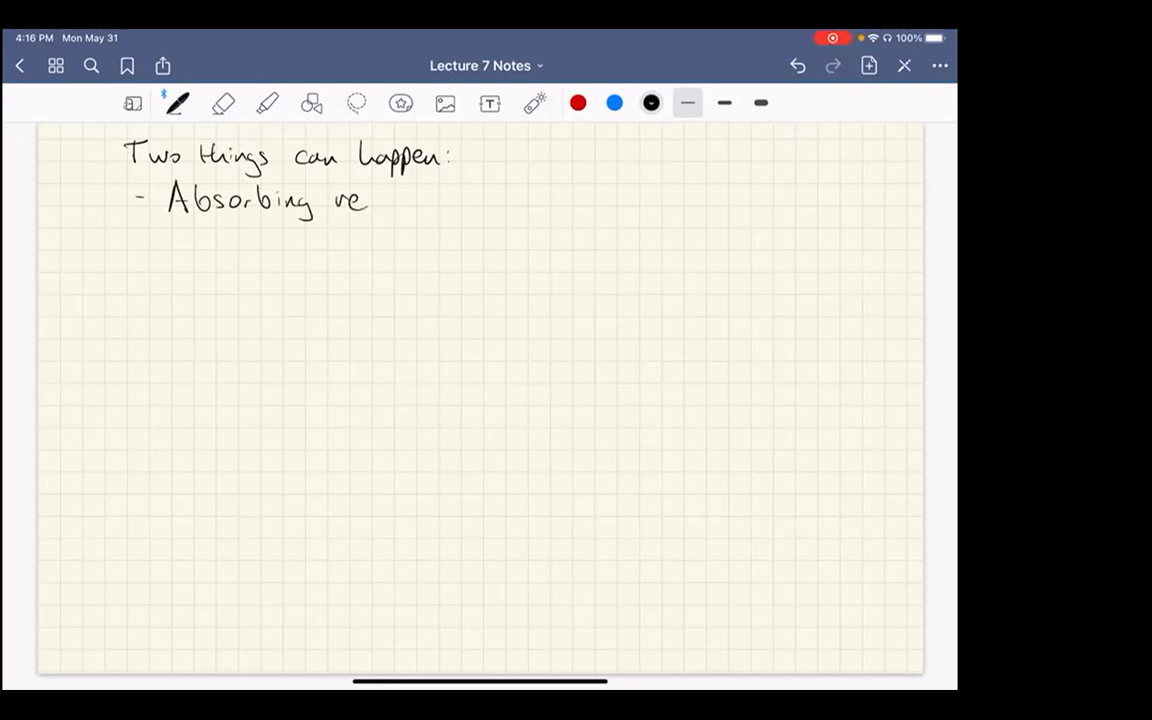 4:16 PM Mon May 31
100%
Lecture 7 Notes
T
Two things can happen:
- Absorbing re